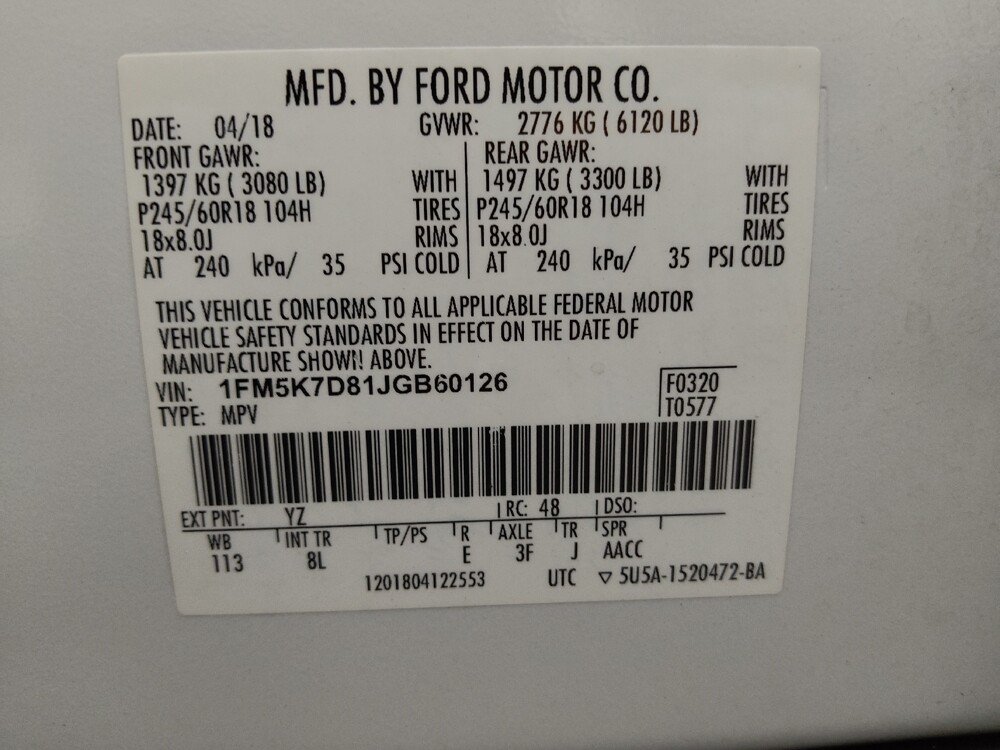 MFD. BY FORD MOTOR CO.
DATE: 04/18 GVWR: 2776 KG ( 6120 LB)
FRONT GAWR: REAR GAWR:
1397 KG ( 3080 LB) WITH 1497 KG ( 3300 LB) WITH
P245/60R18 104H TIRES P245/60R18 104H TIRES
18x8.0J RIMS 18x8.0J RIMS
AT 240 kPa/ 35 PSI COLD AT 240 kPa/ 35 PSI COLD
THIS VEHICLE CONFORMS TO ALL APPLICABLE FEDERAL MOTOR
VEHICLE SAFETY STANDARDS IN EFFECT ON THE DATE OF
MANUFACTURE SHOWN ABOVE.
VIN: 1FM5K7D81JGB60126 F0320
TYPE: MPV T0577
EXT PNT: YZ RC: 48 DSO:
WB INT TR TP/PS R AXLE TR SPR
113 8L E 3F J AACC
1201804122553 UTC ▽ 5U5A-1520472-BA